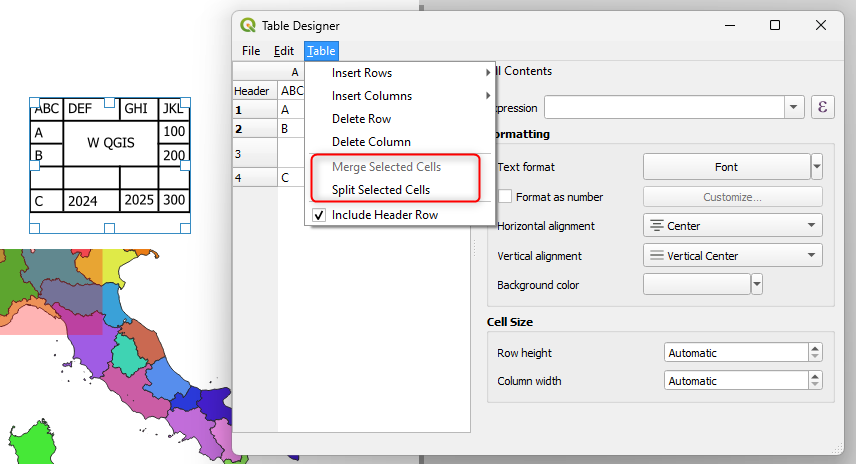 Table Designer
File Edit Table
ABC DEF GHI JKL
A 100
W QGIS
B 200
C 2024 2025 300
A
Header ABC
1 A
2 B
3
4 C
Insert Rows
Insert Columns
Delete Row
Delete Column
Merge Selected Cells
Split Selected Cells
Include Header Row
ll Contents
xpression ε
ormatting
Text format Font
Format as number Customize...
Horizontal alignment Center
Vertical alignment Vertical Center
Background color
Cell Size
Row height Automatic
Column width Automatic